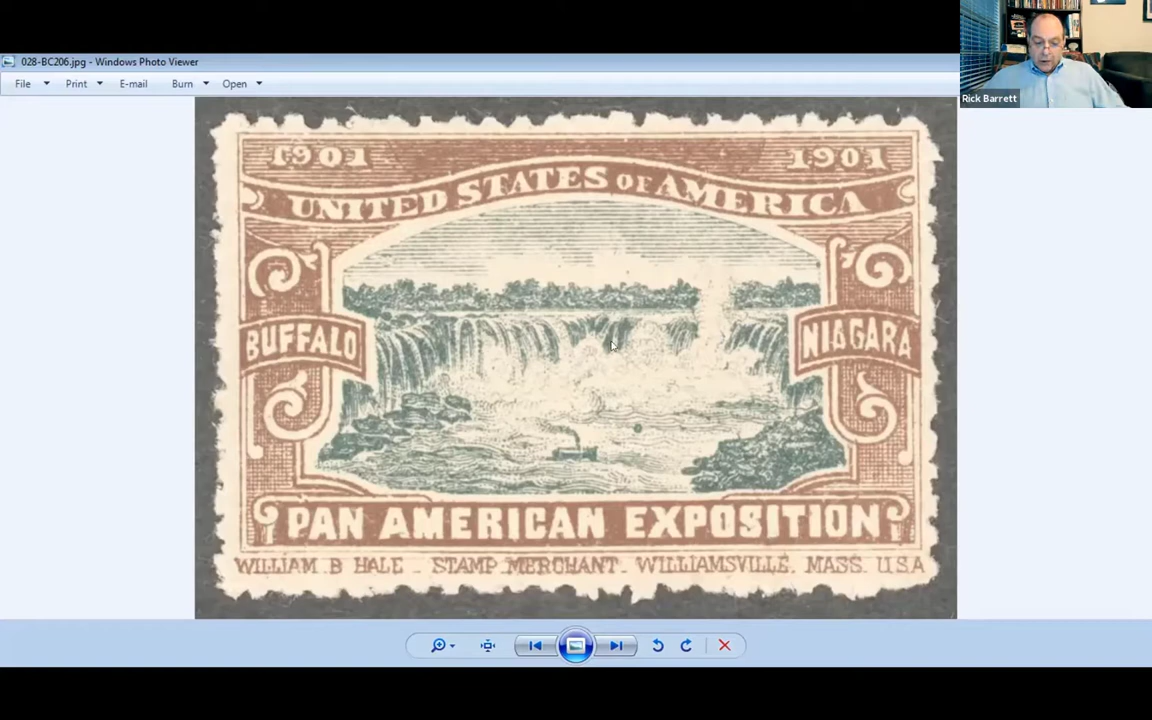 028-BC206.jpg - Windows Photo Viewer
File Print E-mail Burn Open
Rick Barrett
1901 1901
UNITED STATES OF AMERICA
BUFFALO NIAGARA
PAN AMERICAN EXPOSITION
WILLIAM B HALE - STAMP MERCHANT. WILLIAMSVILLE. MASS. USA